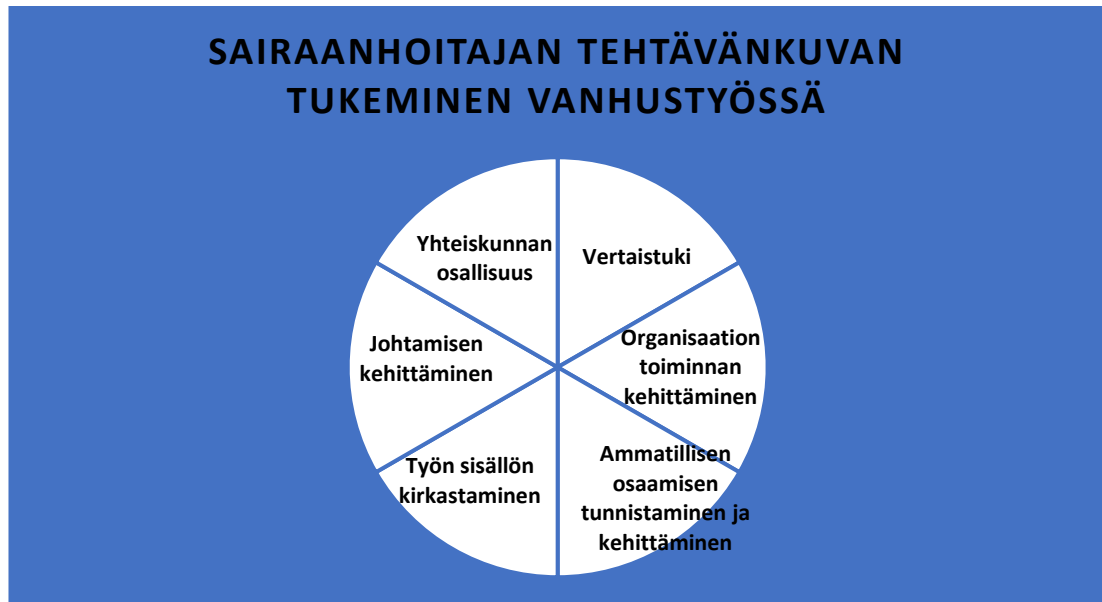 SAIRAANHOITAJAN TEHTÄVÄNKUVAN
TUKEMINEN VANHUSTYÖSSÄ
Yhteiskunnan
osallisuus
Vertaistuki
Johtamisen
kehittäminen
Organisaation
toiminnan
kehittäminen
Työn sisällön
kirkastaminen
Ammatillisen
osaamisen
tunnistaminen ja
kehittäminen